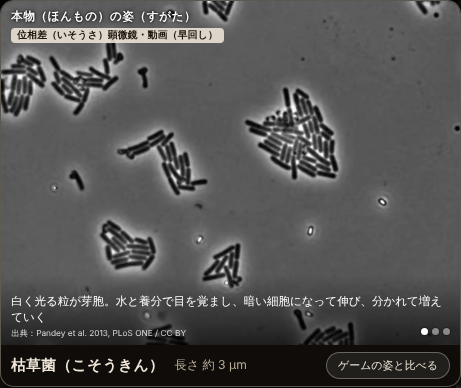 本物（ほんもの）の姿（すがた）
位相差（いそうさ）顕微鏡・動画（早回し）
白く光る粒が芽胞。水と養分で目を覚まし、暗い細胞になって伸び、分かれて増え
ていく
出典：Pandey et al. 2013, PLoS ONE / CC BY
枯草菌（こそうきん） 長さ 約 3 µm
ゲームの姿と比べる